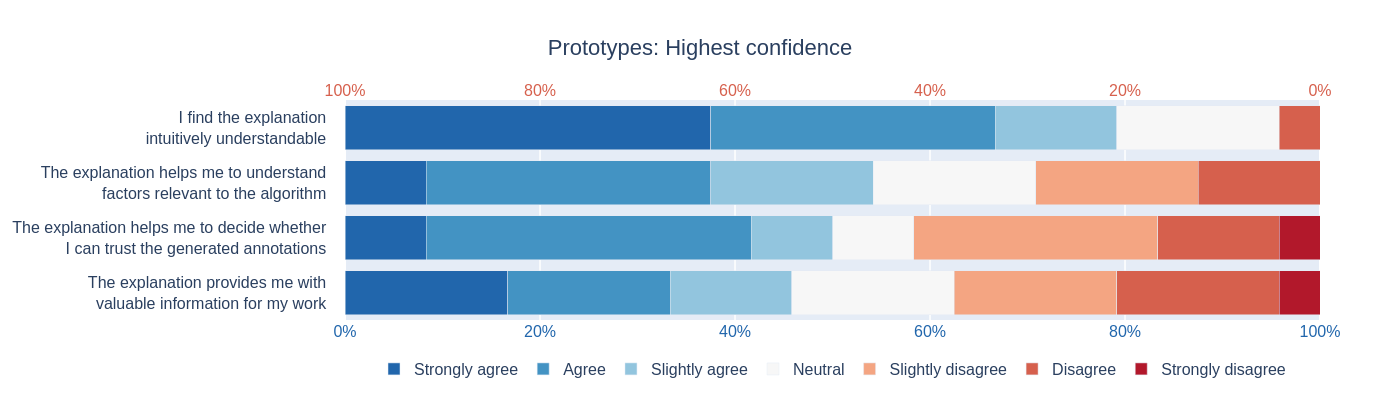 Prototypes: Highest confidence
100% 80% 60% 40% 20% 0%
I find the explanation
intuitively understandable
The explanation helps me to understand
factors relevant to the algorithm
The explanation helps me to decide whether
I can trust the generated annotations
The explanation provides me with
valuable information for my work
0% 20% 40% 60% 80% 100%
Strongly agree Agree Slightly agree Neutral Slightly disagree Disagree Strongly disagree